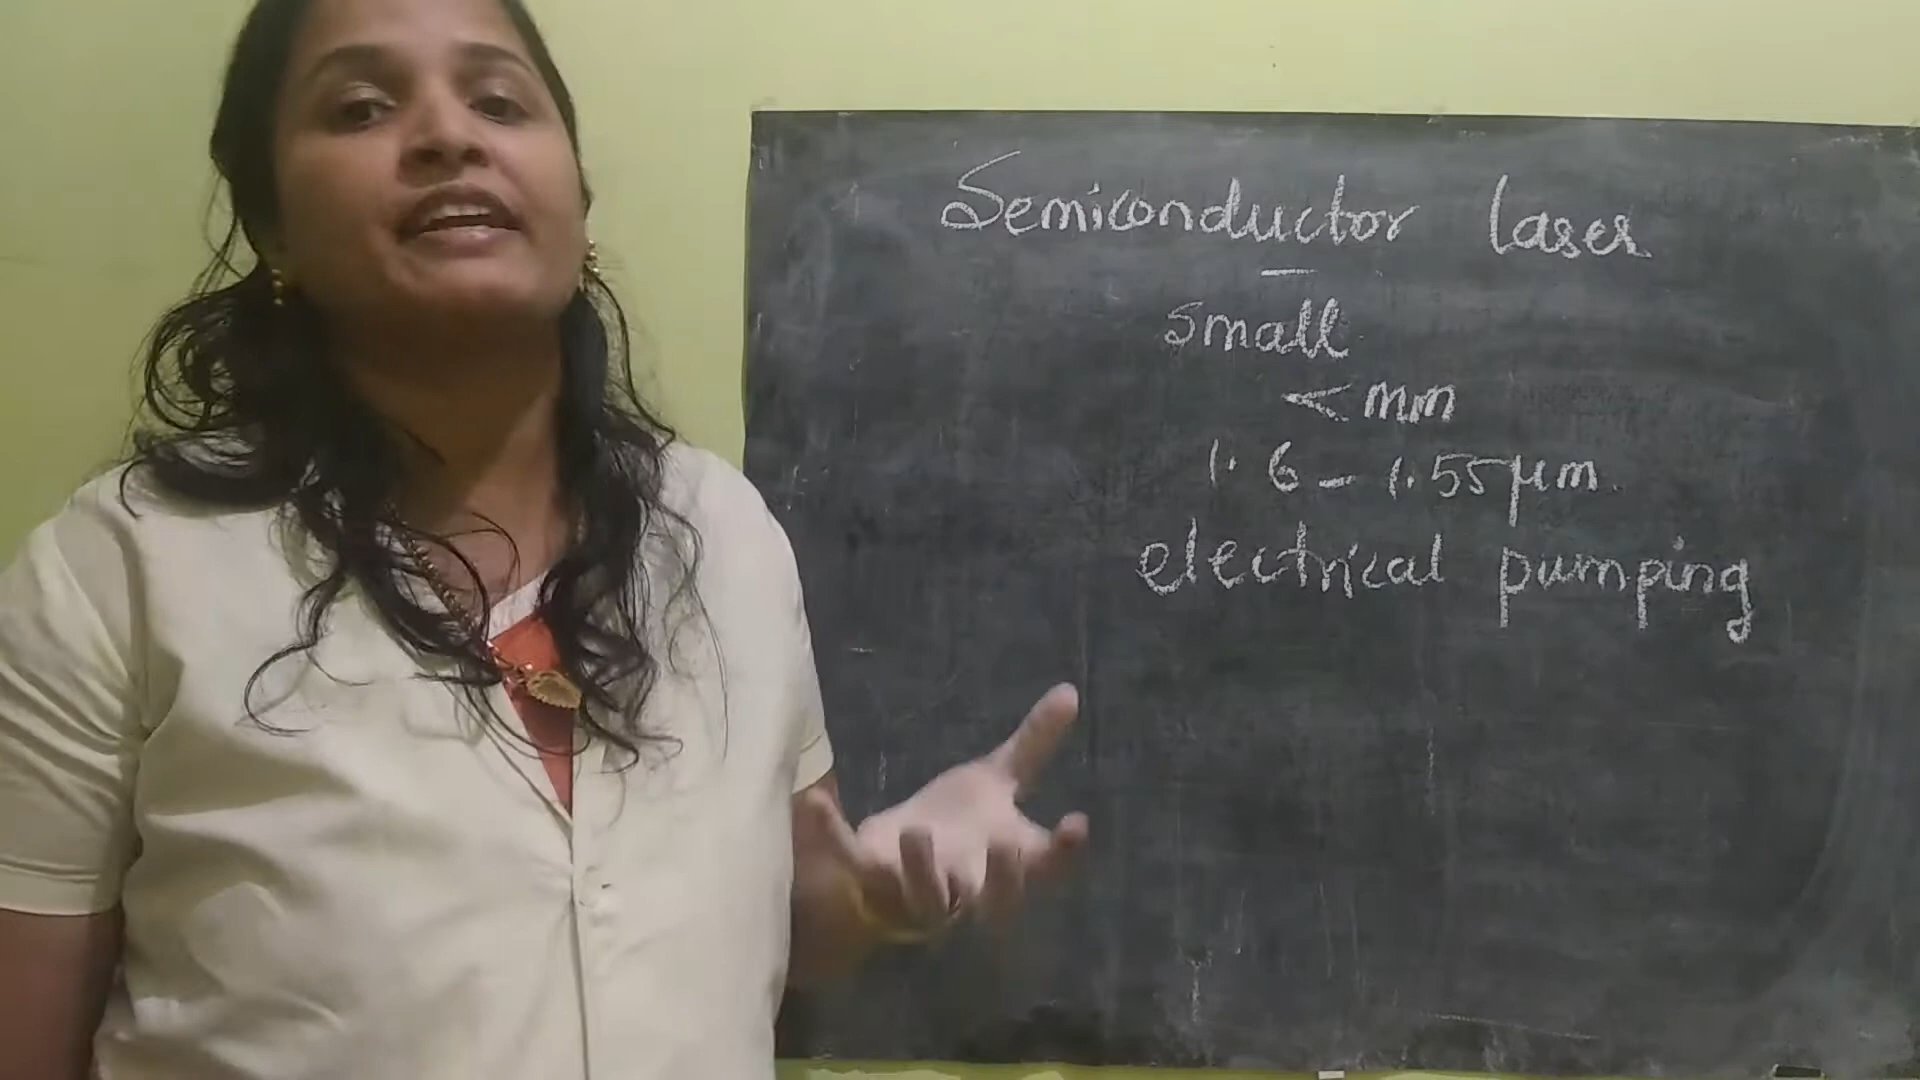 Semiconductor laser
small
< mm
1.6 - 1.55 μm
electrical pumping